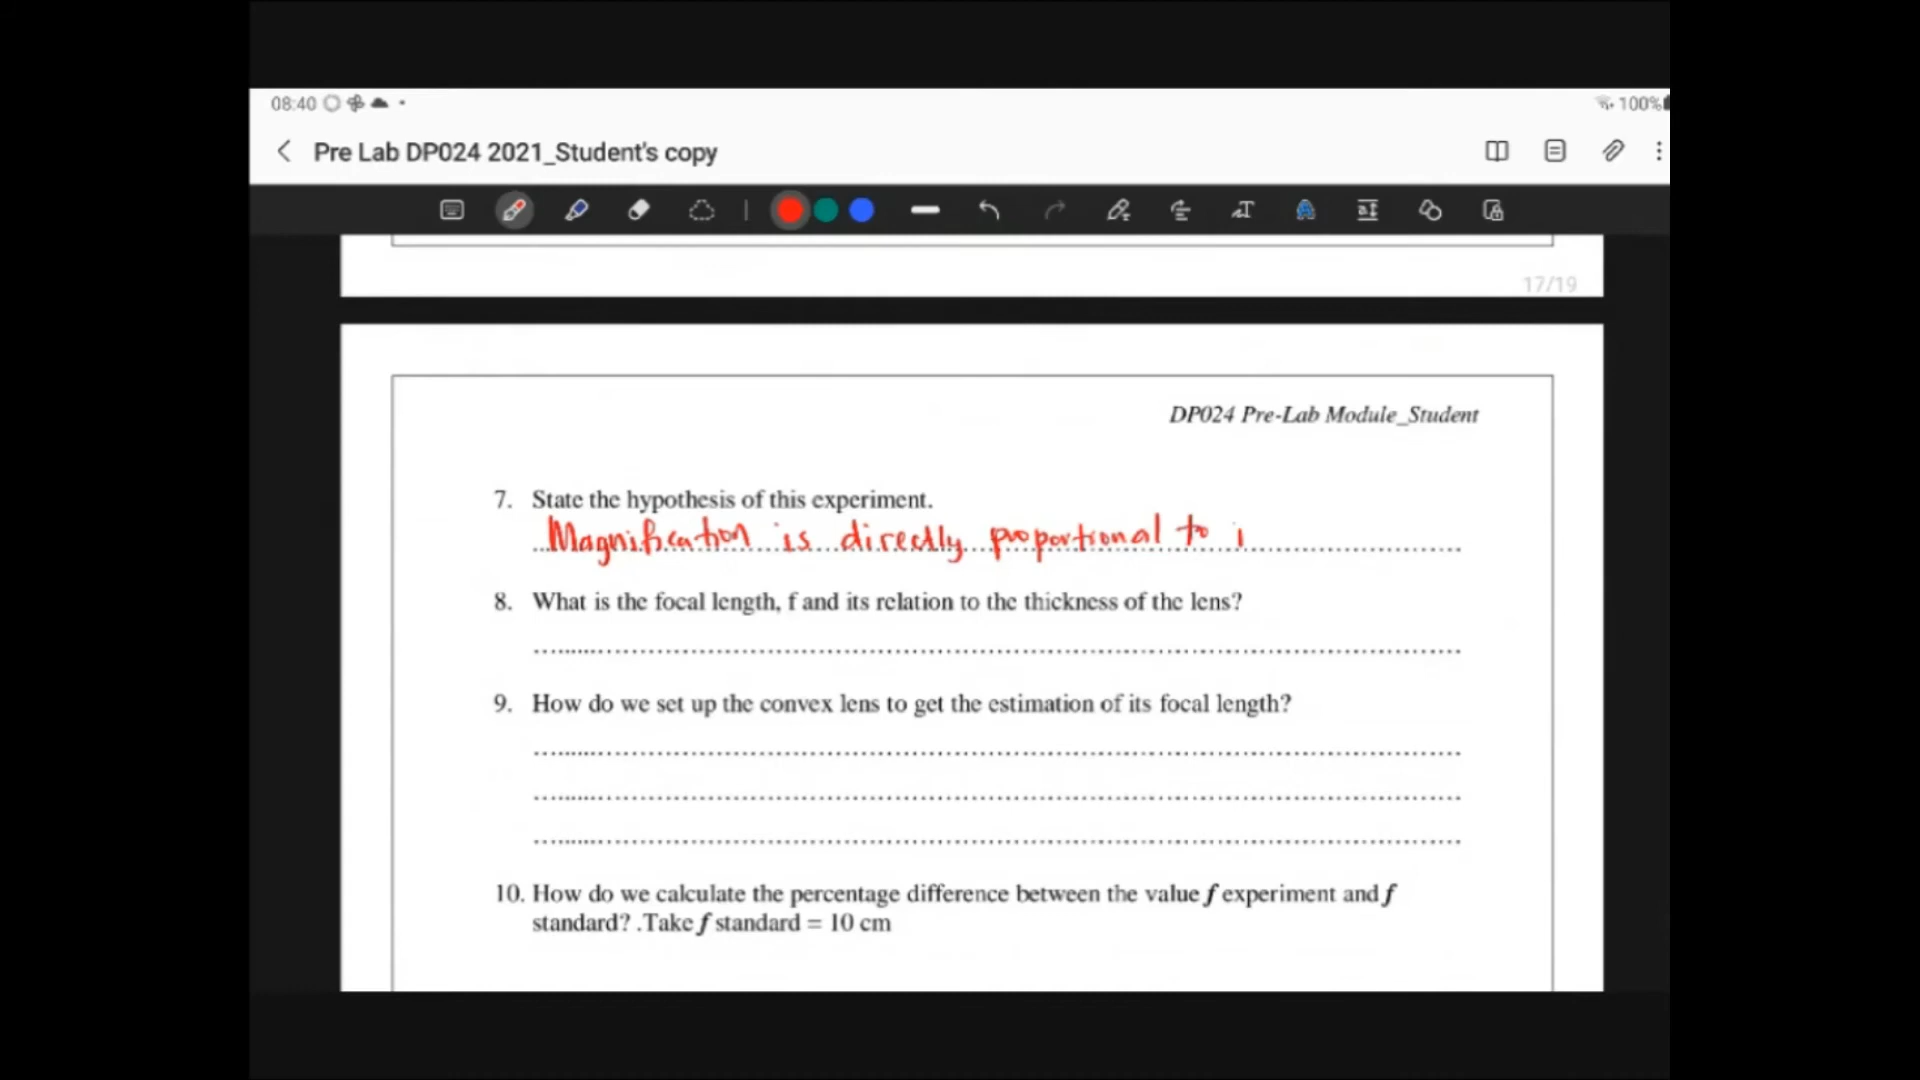 08:40
100%
Pre Lab DP024 2021_Student's copy
17/19
DP024 Pre-Lab Module_Student
7. State the hypothesis of this experiment.
Magnification is directly proportional to i
8. What is the focal length, f and its relation to the thickness of the lens?
9. How do we set up the convex lens to get the estimation of its focal length?
10. How do we calculate the percentage difference between the value f experiment and f
standard? .Take f standard = 10 cm